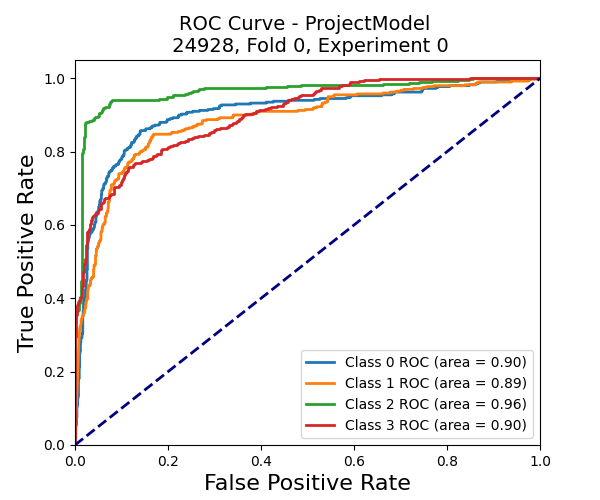 ROC Curve - ProjectModel
24928, Fold 0, Experiment 0
True Positive Rate
1.0
0.8
0.6
0.4
0.2
0.0
0.0 0.2 0.4 0.6 0.8 1.0
False Positive Rate
Class 0 ROC (area = 0.90)
Class 1 ROC (area = 0.89)
Class 2 ROC (area = 0.96)
Class 3 ROC (area = 0.90)